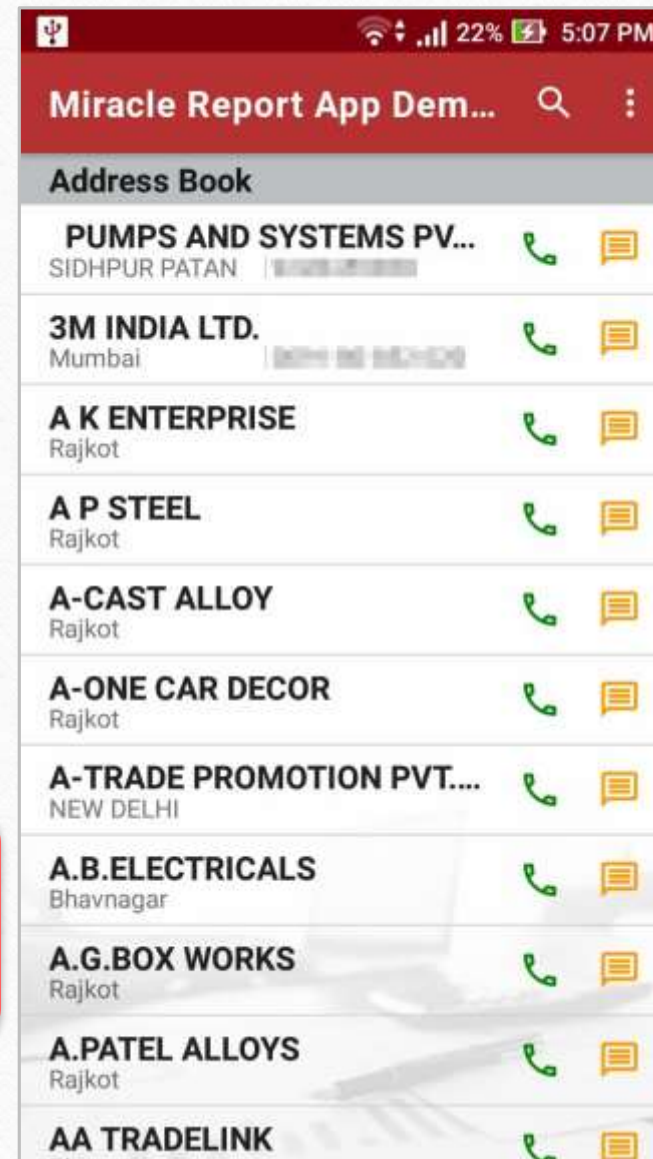 22% 5:07 PM
Miracle Report App Dem...
Address Book
PUMPS AND SYSTEMS PV...
SIDHPUR PATAN
3M INDIA LTD.
Mumbai
A K ENTERPRISE
Rajkot
A P STEEL
Rajkot
A-CAST ALLOY
Rajkot
A-ONE CAR DECOR
Rajkot
A-TRADE PROMOTION PVT....
NEW DELHI
A.B.ELECTRICALS
Bhavnagar
A.G.BOX WORKS
Rajkot
A.PATEL ALLOYS
Rajkot
AA TRADELINK